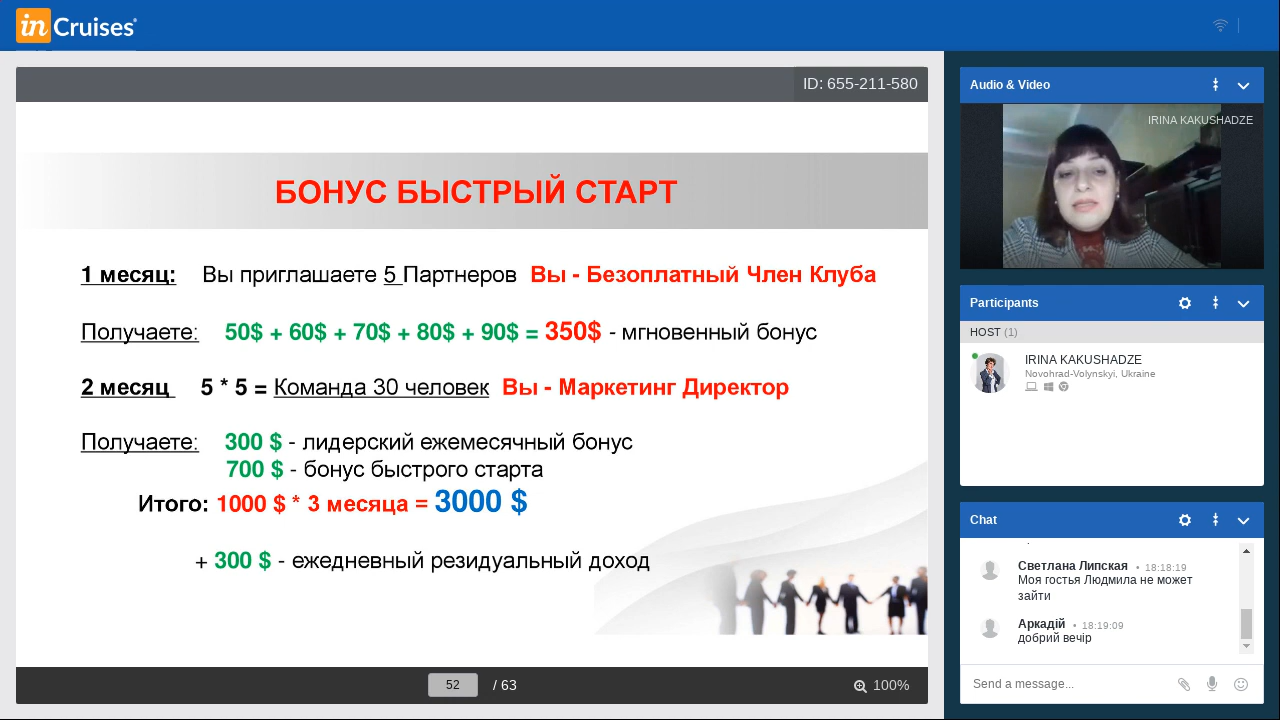 in Cruises®
ID: 655-211-580
БОНУС БЫСТРЫЙ СТАРТ
1 месяц: Вы приглашаете 5 Партнеров Вы - Безоплатный Член Клуба
Получаете: 50$ + 60$ + 70$ + 80$ + 90$ = 350$ - мгновенный бонус
2 месяц 5 * 5 = Команда 30 человек Вы - Маркетинг Директор
Получаете: 300 $ - лидерский ежемесячный бонус
700 $ - бонус быстрого старта
Итого: 1000 $ * 3 месяца = 3000 $
+ 300 $ - ежедневный резидуальный доход
52 / 63
100%
Audio & Video
IRINA KAKUSHADZE
Participants
HOST (1)
IRINA KAKUSHADZE
Novohrad-Volynskyi, Ukraine
Chat
Светлана Липская • 18:18:19
Моя гостья Людмила не может
зайти
Аркадій • 18:19:09
добрий вечір
Send a message...